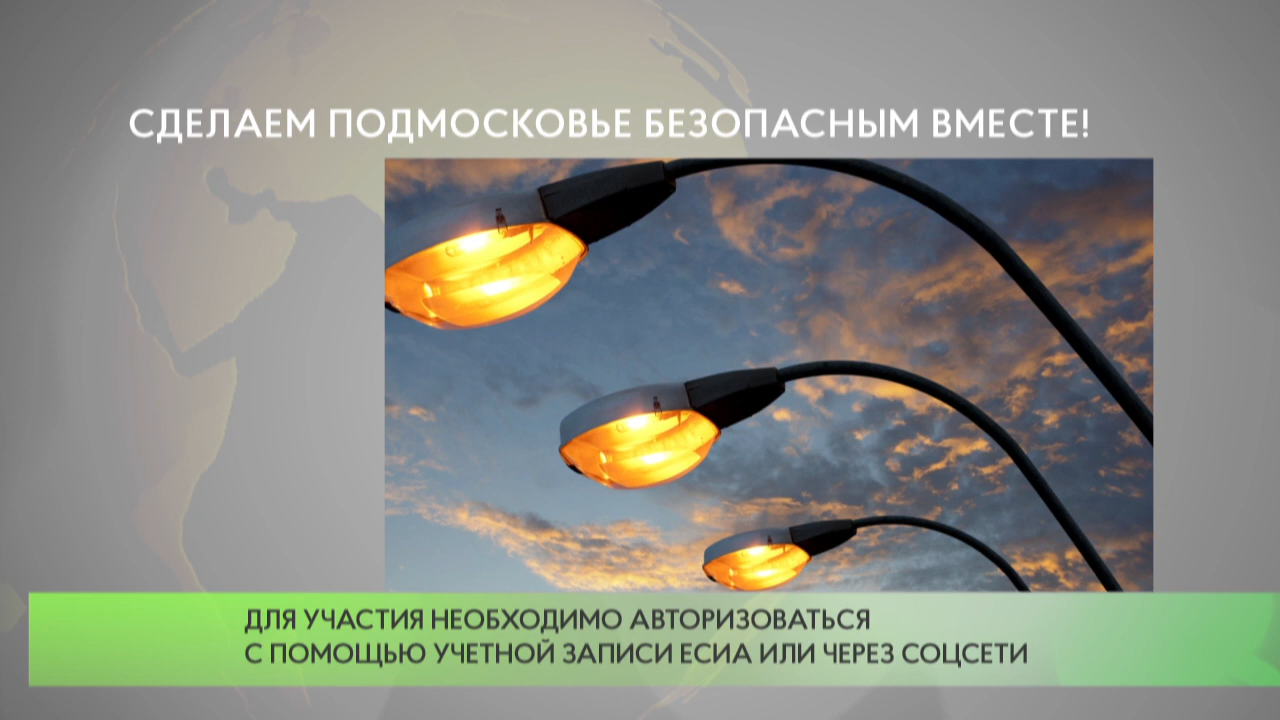 СДЕЛАЕМ ПОДМОСКОВЬЕ БЕЗОПАСНЫМ ВМЕСТЕ!
ДЛЯ УЧАСТИЯ НЕОБХОДИМО АВТОРИЗОВАТЬСЯ
С ПОМОЩЬЮ УЧЕТНОЙ ЗАПИСИ ЕСИА ИЛИ ЧЕРЕЗ СОЦСЕТИ